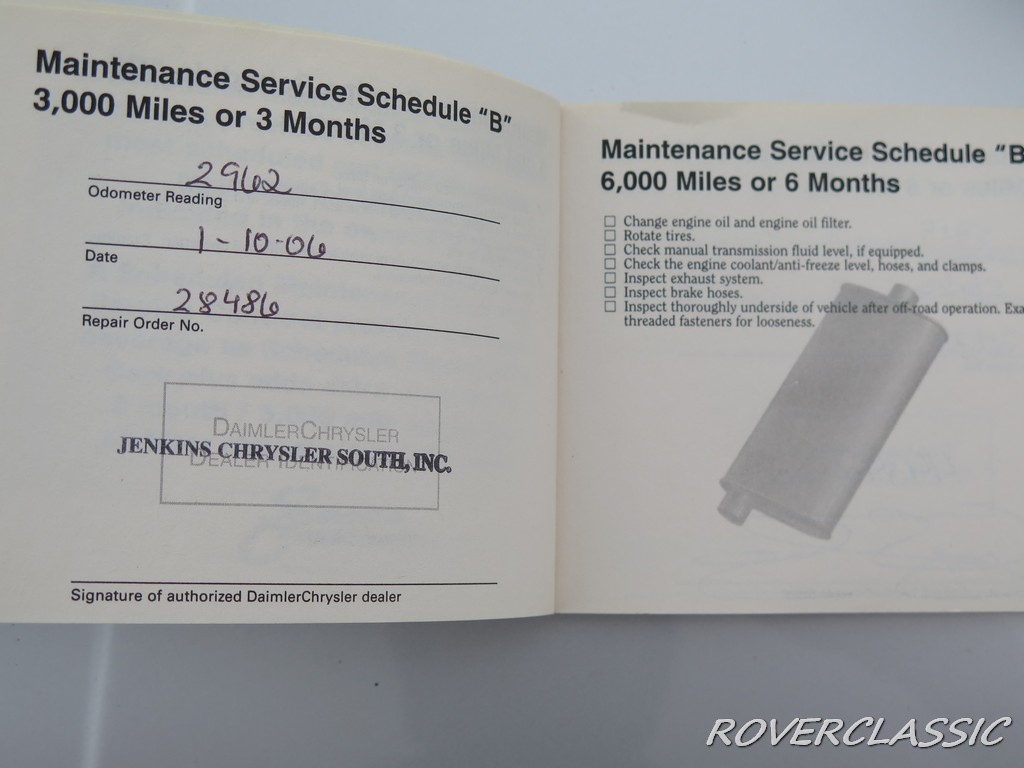 Maintenance Service Schedule "B"
3,000 Miles or 3 Months
2962
Odometer Reading
1-10-06
Date
28486
Repair Order No.
DAIMLERCHRYSLER
JENKINS CHRYSLER SOUTH, INC.
DEALER IDENTIFICATION
Signature of authorized DaimlerChrysler dealer
Maintenance Service Schedule "B
6,000 Miles or 6 Months
☐ Change engine oil and engine oil filter.
☐ Rotate tires.
☐ Check manual transmission fluid level, if equipped.
☐ Check the engine coolant/anti-freeze level, hoses, and clamps.
☐ Inspect exhaust system.
☐ Inspect brake hoses.
☐ Inspect thoroughly underside of vehicle after off-road operation. Exa
threaded fasteners for looseness.
ROVERCLASSIC